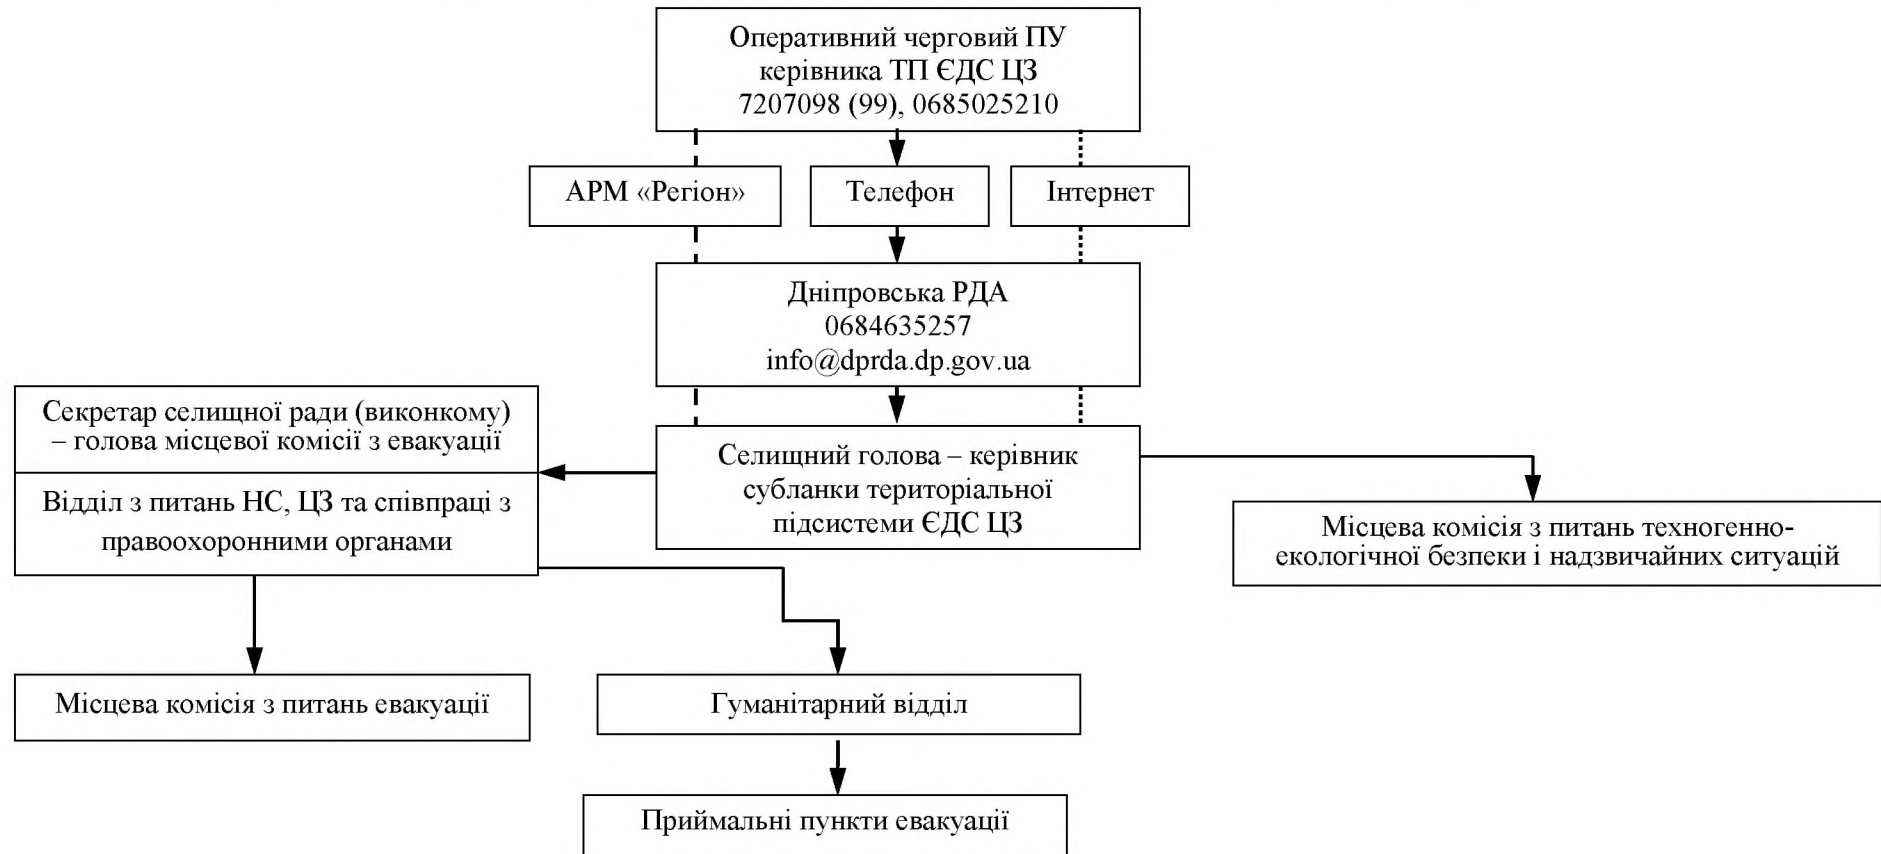 Оперативний черговий ПУ
керівника ТП ЄДС ЦЗ
7207098 (99), 0685025210
АРМ «Регіон»
Телефон
Інтернет
Дніпровська РДА
0684635257
info@dprda.dp.gov.ua
Секретар селищної ради (виконкому)
– голова місцевої комісії з евакуації
Відділ з питань НС, ЦЗ та співпраці з
правоохоронними органами
Селищний голова – керівник
субланки територіальної
підсистеми ЄДС ЦЗ
Місцева комісія з питань техногенно-
екологічної безпеки і надзвичайних ситуацій
Місцева комісія з питань евакуації
Гуманітарний відділ
Приймальні пункти евакуації